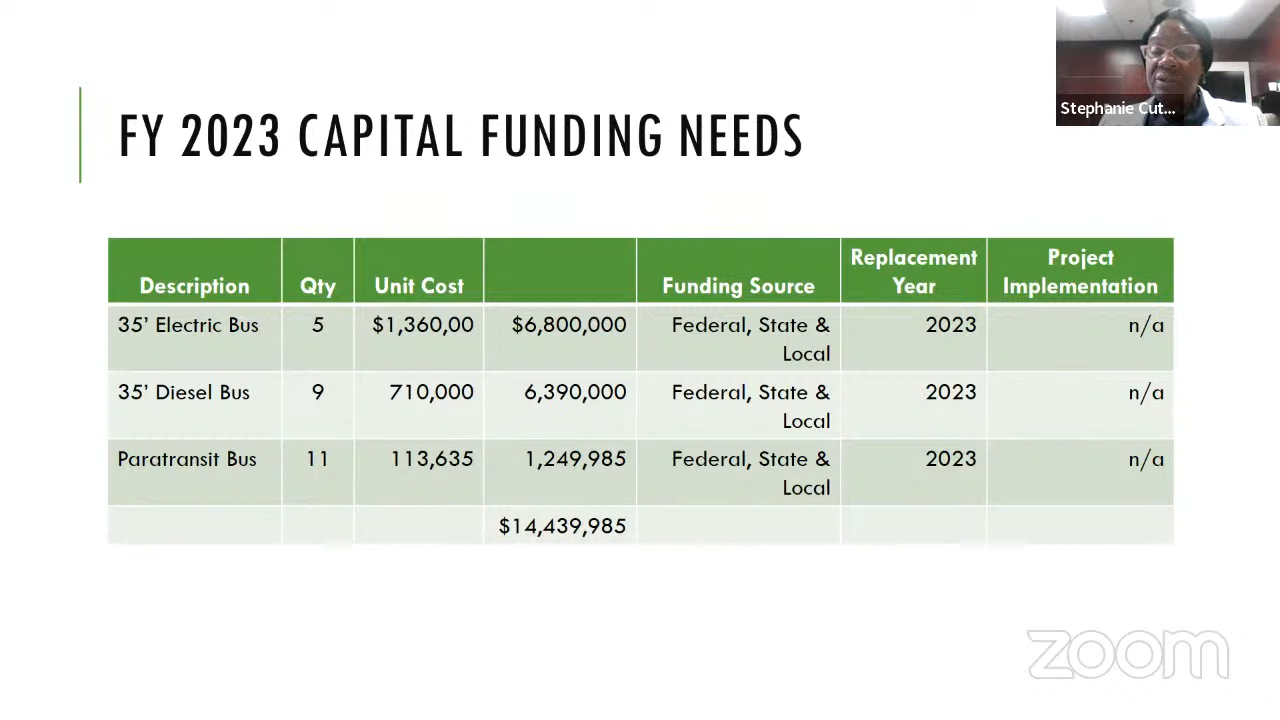 Stephanie Cut...
FY 2023 CAPITAL FUNDING NEEDS
Description Qty Unit Cost Funding Source Replacement Year Project Implementation
35' Electric Bus 5 $1,360,00 $6,800,000 Federal, State & Local 2023 n/a
35' Diesel Bus 9 710,000 6,390,000 Federal, State & Local 2023 n/a
Paratransit Bus 11 113,635 1,249,985 Federal, State & Local 2023 n/a
$14,439,985
zoom